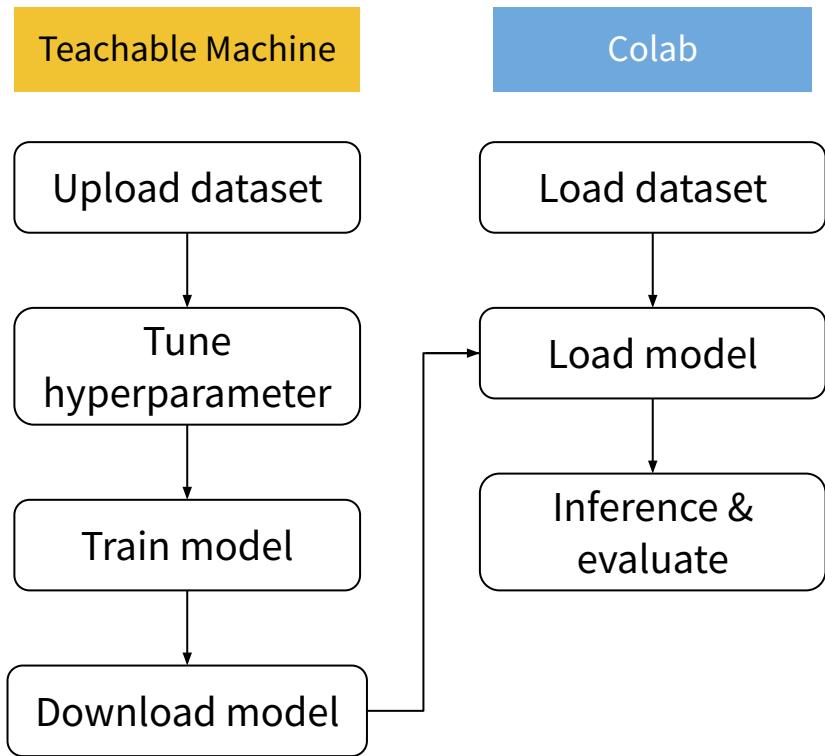 Teachable Machine
Colab
Upload dataset
Tune
hyperparameter
Train model
Download model
Load dataset
Load model
Inference &
evaluate